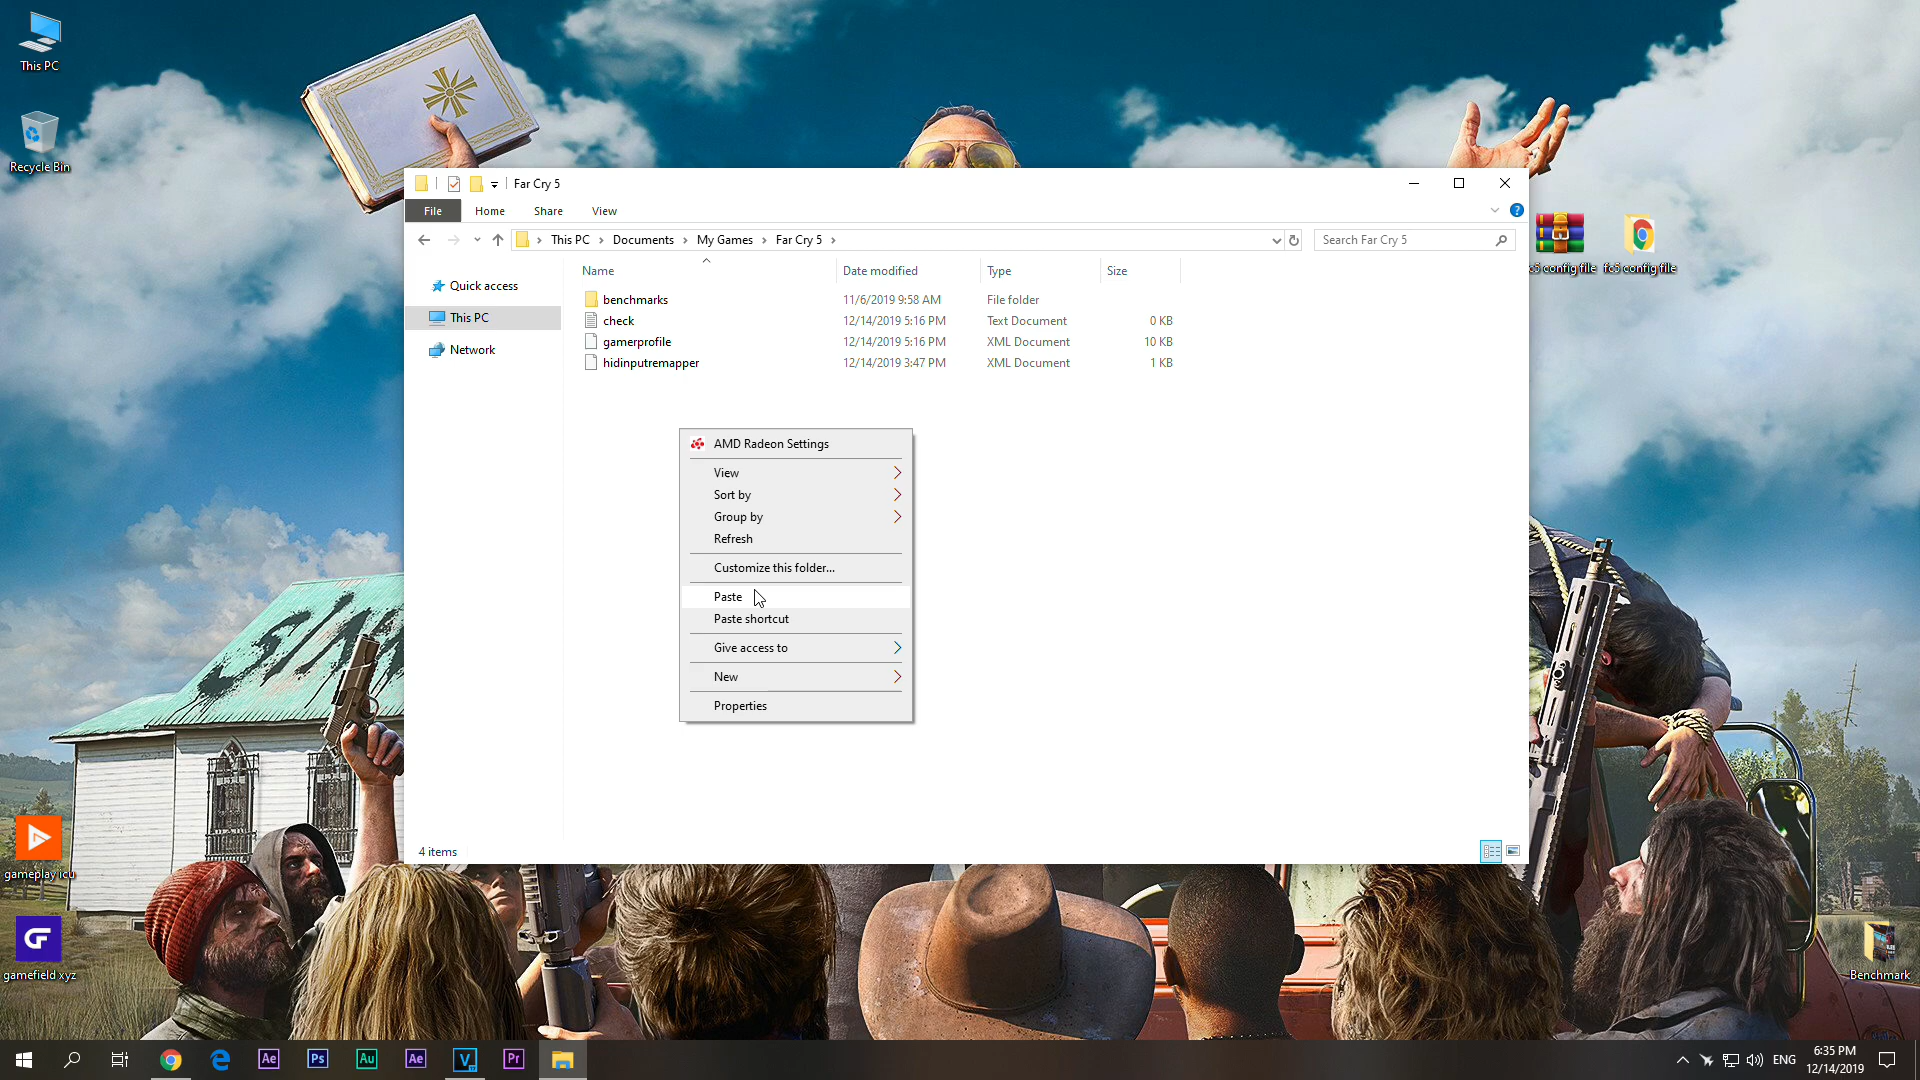 This PC
Recycle Bin
Far Cry 5
File
Home
Share
View
This PC
Documents
My Games
Far Cry 5
Search Far Cry 5
Name
Date modified
Type
Size
Quick access
This PC
Network
benchmarks
11/6/2019 9:58 AM
File folder
check
12/14/2019 5:16 PM
Text Document
0 KB
gamerprofile
12/14/2019 5:16 PM
XML Document
10 KB
hidinputremapper
12/14/2019 3:47 PM
XML Document
1 KB
AMD Radeon Settings
View
Sort by
Group by
Refresh
Customize this folder...
Paste
Paste shortcut
Give access to
New
Properties
4 items
c5 config file
fc5 config file
gameplay icu
gamefield xyz
Benchmark
Ae
Ps
Au
Ae
V
Pr
ENG
6:35 PM
12/14/2019